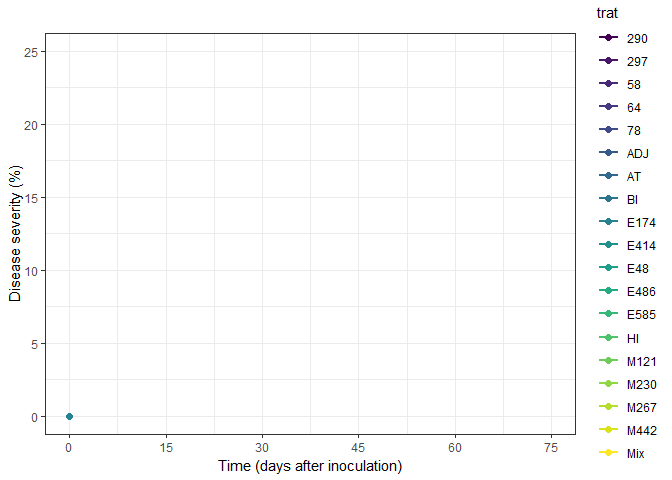 trat
290
297
58
64
78
ADJ
AT
BI
E174
E414
E48
E486
E585
HI
M121
M230
M267
M442
Mix
Disease severity (%)
25
20
15
10
5
0
0 15 30 45 60 75
Time (days after inoculation)